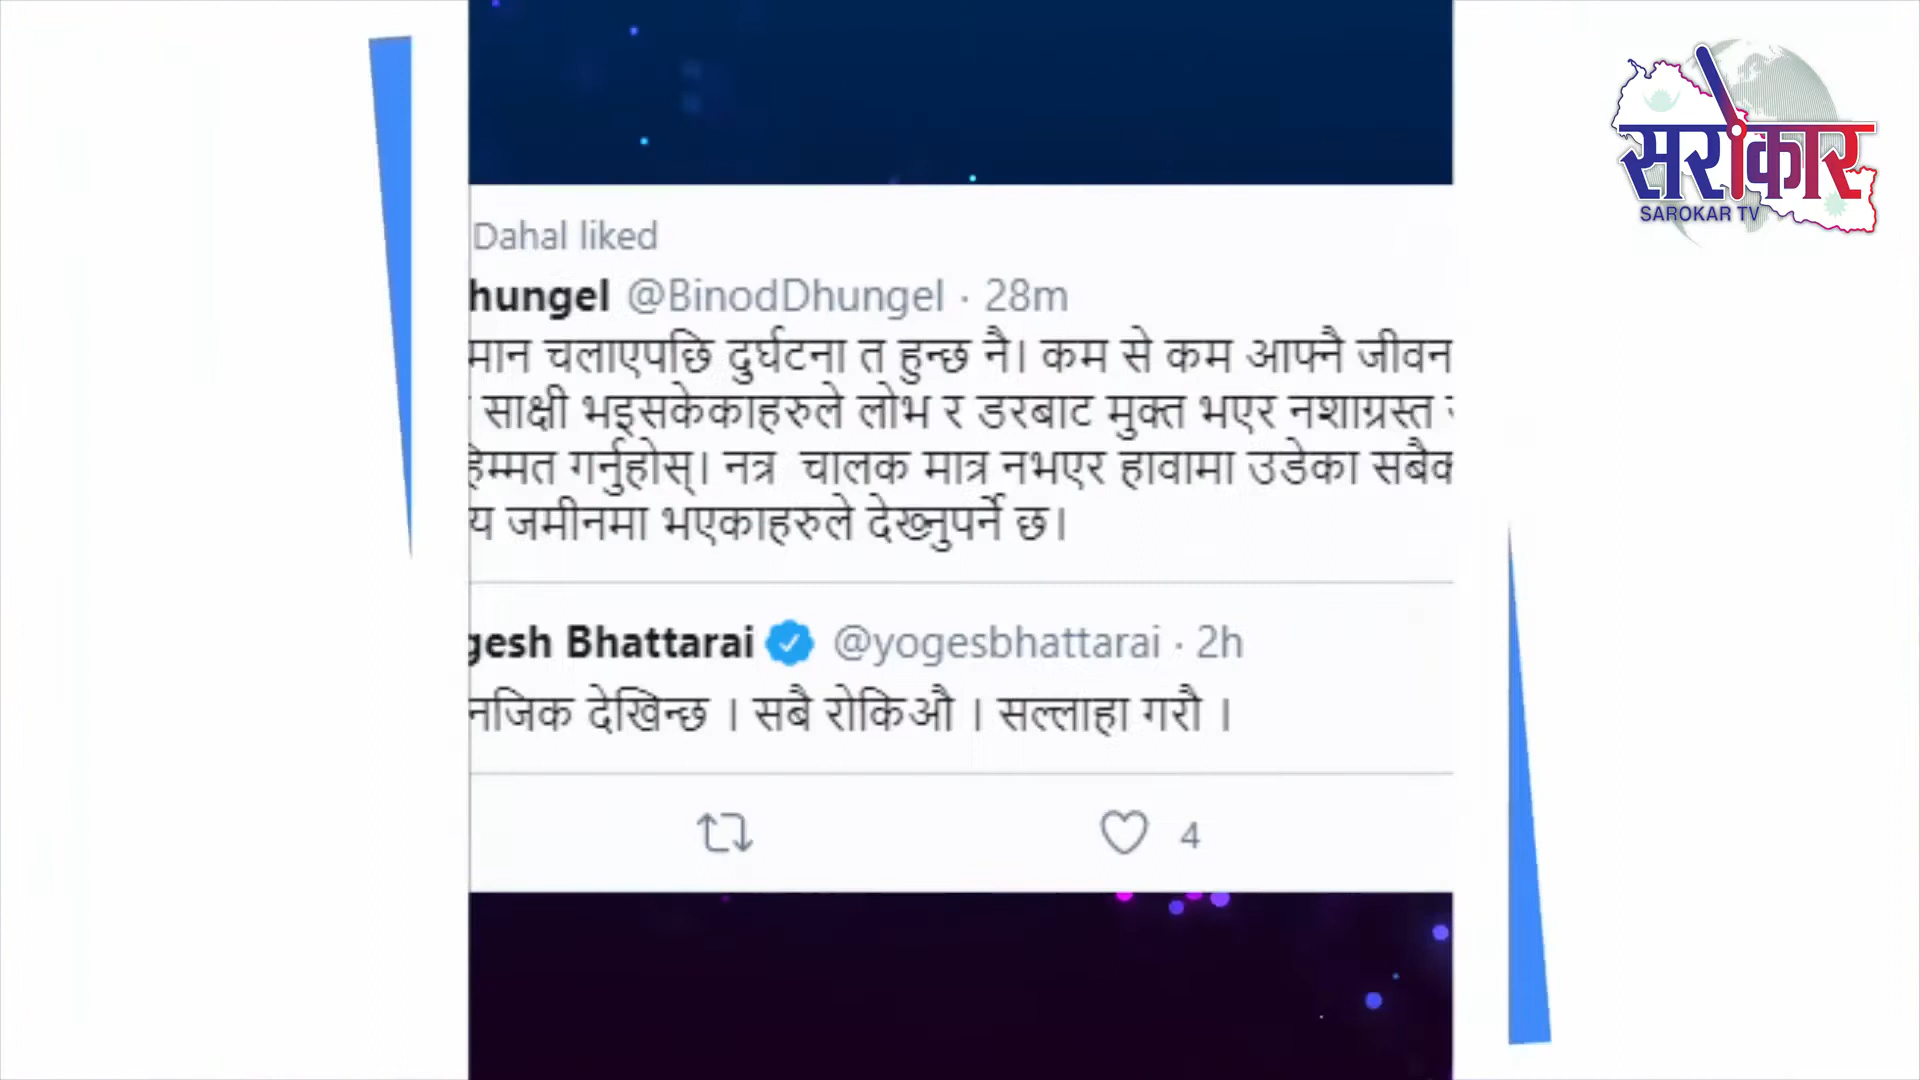 सरोकार
SAROKAR TV
Dahal liked
hungel @BinodDhungel · 28m
मान चलाएपछि दुर्घटना त हुन्छ नै। कम से कम आफ्नै जीवन
साक्षी भइसकेकाहरुले लोभ र डरबाट मुक्त भएर नशाग्रस्त
हिम्मत गर्नुहोस्। नत्र चालक मात्र नभएर हावामा उडेका सबैक
य जमीनमा भएकाहरुले देख्नुपर्ने छ।
gesh Bhattarai @yogesbhattarai · 2h
नजिक देखिन्छ । सबै रोकिऔ । सल्लाहा गरौ ।
4